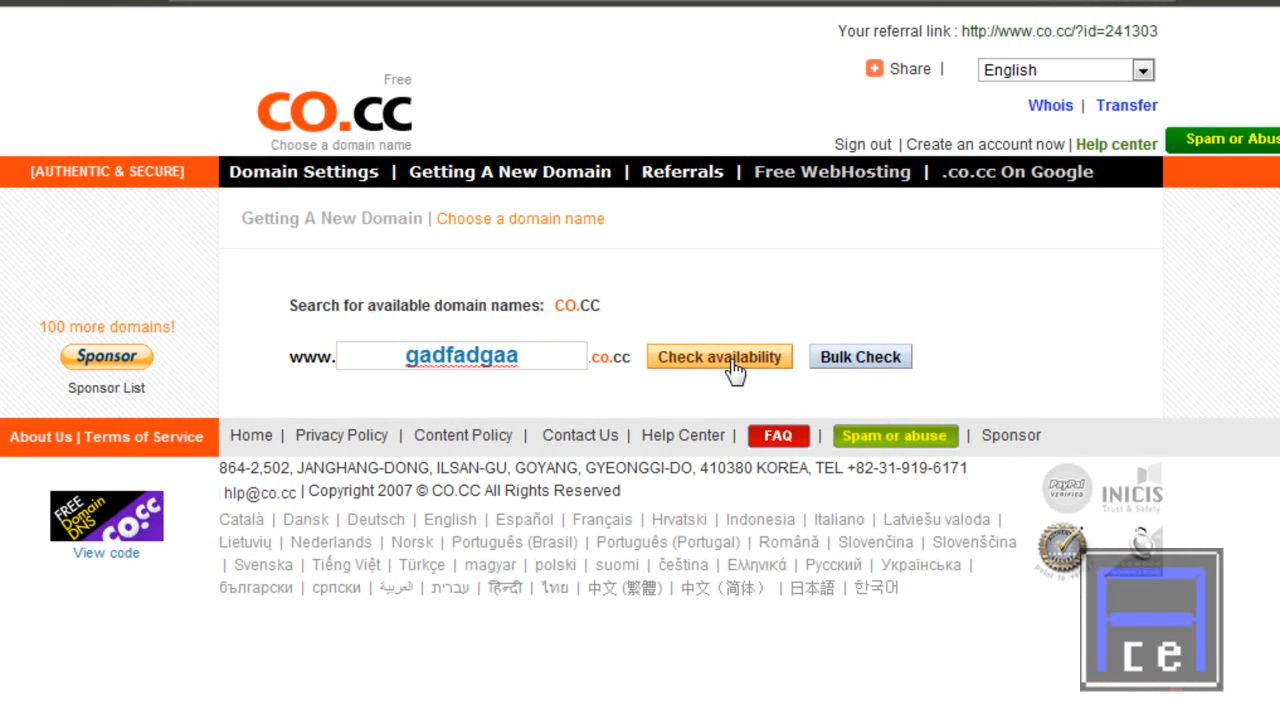 Your referral link : http://www.co.cc/?id=241303
Share |
English
Free
co.cc
Choose a domain name
Whois | Transfer
Sign out | Create an account now | Help center
Spam or Abus
[AUTHENTIC & SECURE]
Domain Settings | Getting A New Domain | Referrals | Free WebHosting | .co.cc On Google
Getting A New Domain | Choose a domain name
Search for available domain names: CO.CC
www. gadfadgaa .co.cc Check availability Bulk Check
100 more domains!
Sponsor
Sponsor List
About Us | Terms of Service
Home | Privacy Policy | Content Policy | Contact Us | Help Center | FAQ | Spam or abuse | Sponsor
864-2,502, JANGHANG-DONG, ILSAN-GU, GOYANG, GYEONGGI-DO, 410380 KOREA, TEL +82-31-919-6171
hlp@co.cc | Copyright 2007 © CO.CC All Rights Reserved
Català | Dansk | Deutsch | English | Español | Français | Hrvatski | Indonesia | Italiano | Latviešu valoda |
Lietuvių | Nederlands | Norsk | Português (Brasil) | Português (Portugal) | Română | Slovenčina | Slovenščina
| Svenska | Tiếng Việt | Türkçe | magyar | polski | suomi | čeština | Ελληνικά | Русский | Українська |
български | српски | العربية | עברית | हिन्दी | ไทย | 中文 (繁體) | 中文（简体） | 日本語 | 한국어
FREE
Domain
DNS
co.cc
View code
PayPal
VERIFIED
INICIS
Trust & Safety
ce